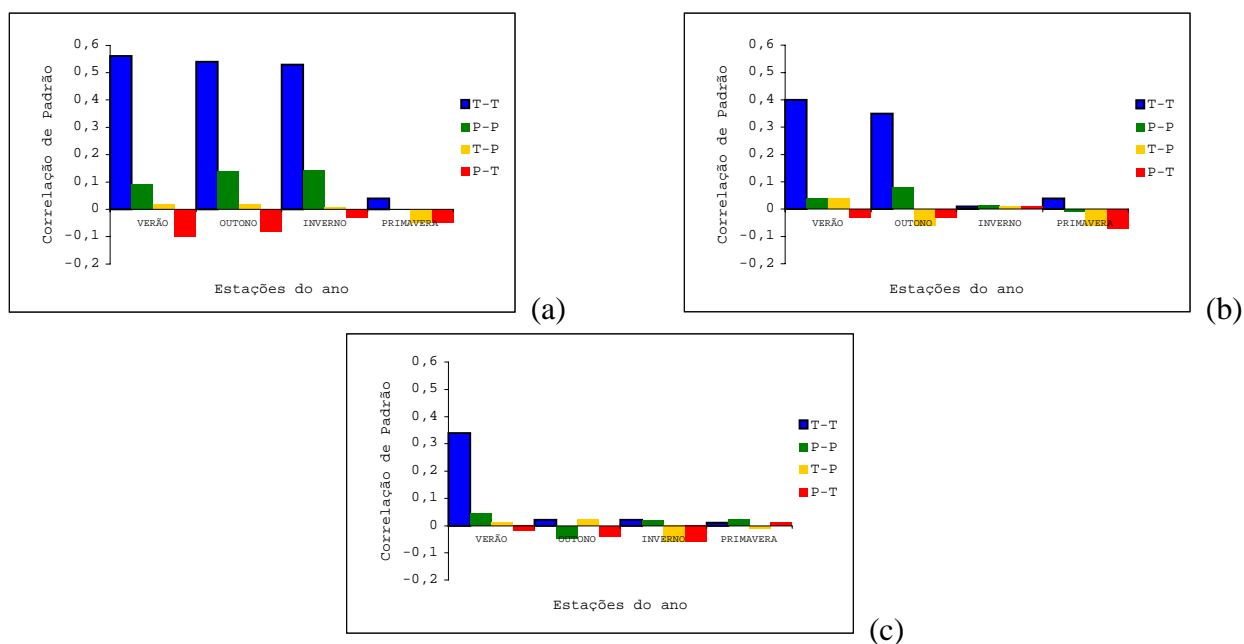 Correlação de Padrão
0,6
0,5
0,4
0,3
0,2
0,1
0
-0,1
-0,2
VERÃO OUTONO INVERNO PRIMAVERA
Estações do ano
T-T
P-P
T-P
P-T
(a)
Correlação de Padrão
0,6
0,5
0,4
0,3
0,2
0,1
0
-0,1
-0,2
VERÃO OUTONO INVERNO PRIMAVERA
Estações do ano
T-T
P-P
T-P
P-T
(b)
Correlação de Padrão
0,6
0,5
0,4
0,3
0,2
0,1
0
-0,1
-0,2
VERÃO OUTONO INVERNO PRIMAVERA
Estações do ano
T-T
P-P
T-P
P-T
(c)